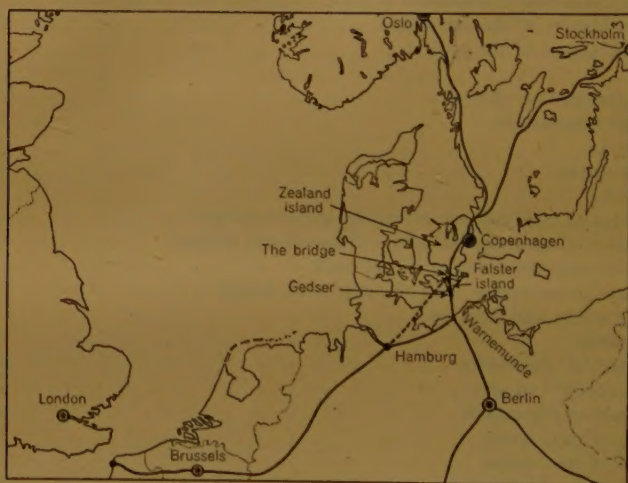 Oslo
Stockholm
Zealand
island
Copenhagen
The bridge
Falster
island
Gedser
Warnemunde
Hamburg
London
Berlin
Brussels